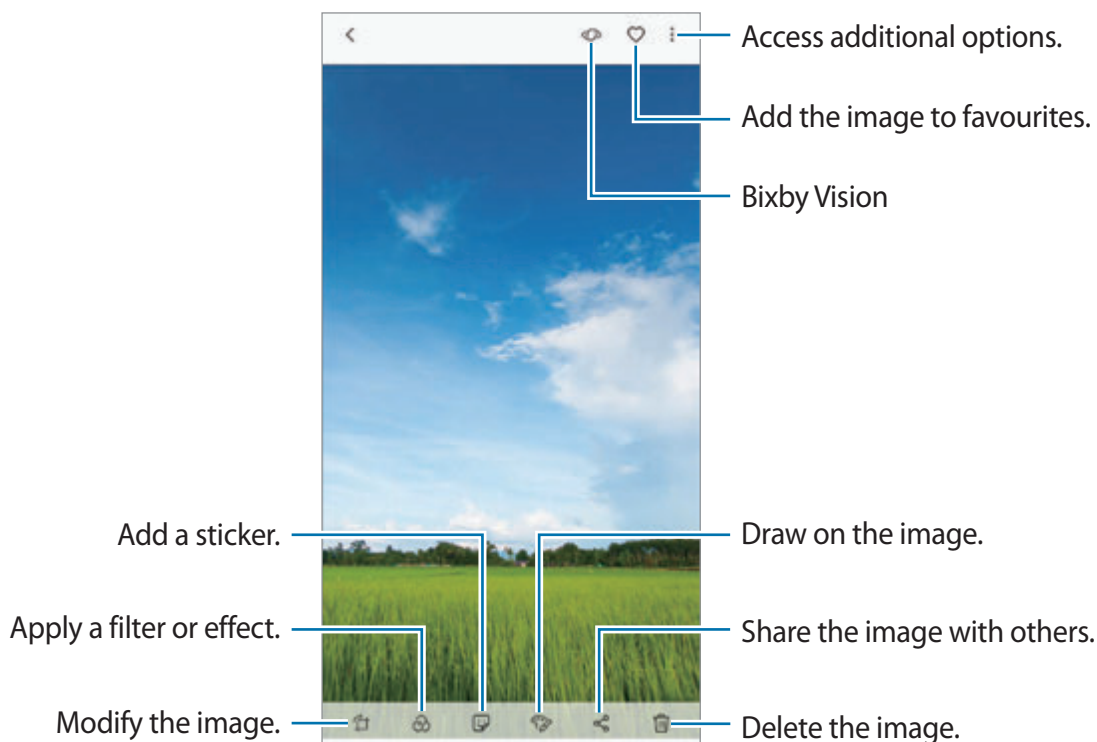 Access additional options.
Add the image to favourites.
Bixby Vision
Add a sticker.
Draw on the image.
Apply a filter or effect.
Share the image with others.
Modify the image.
Delete the image.